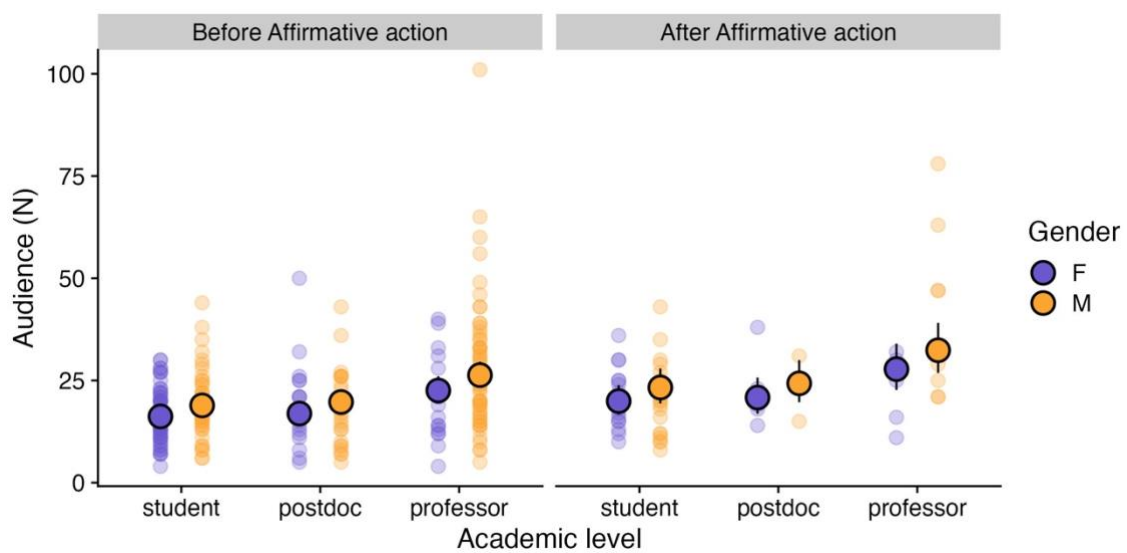 Before Affirmative action
After Affirmative action
100
75
50
25
0
Audience (N)
student
postdoc
professor
student
postdoc
professor
Academic level
Gender
F
M